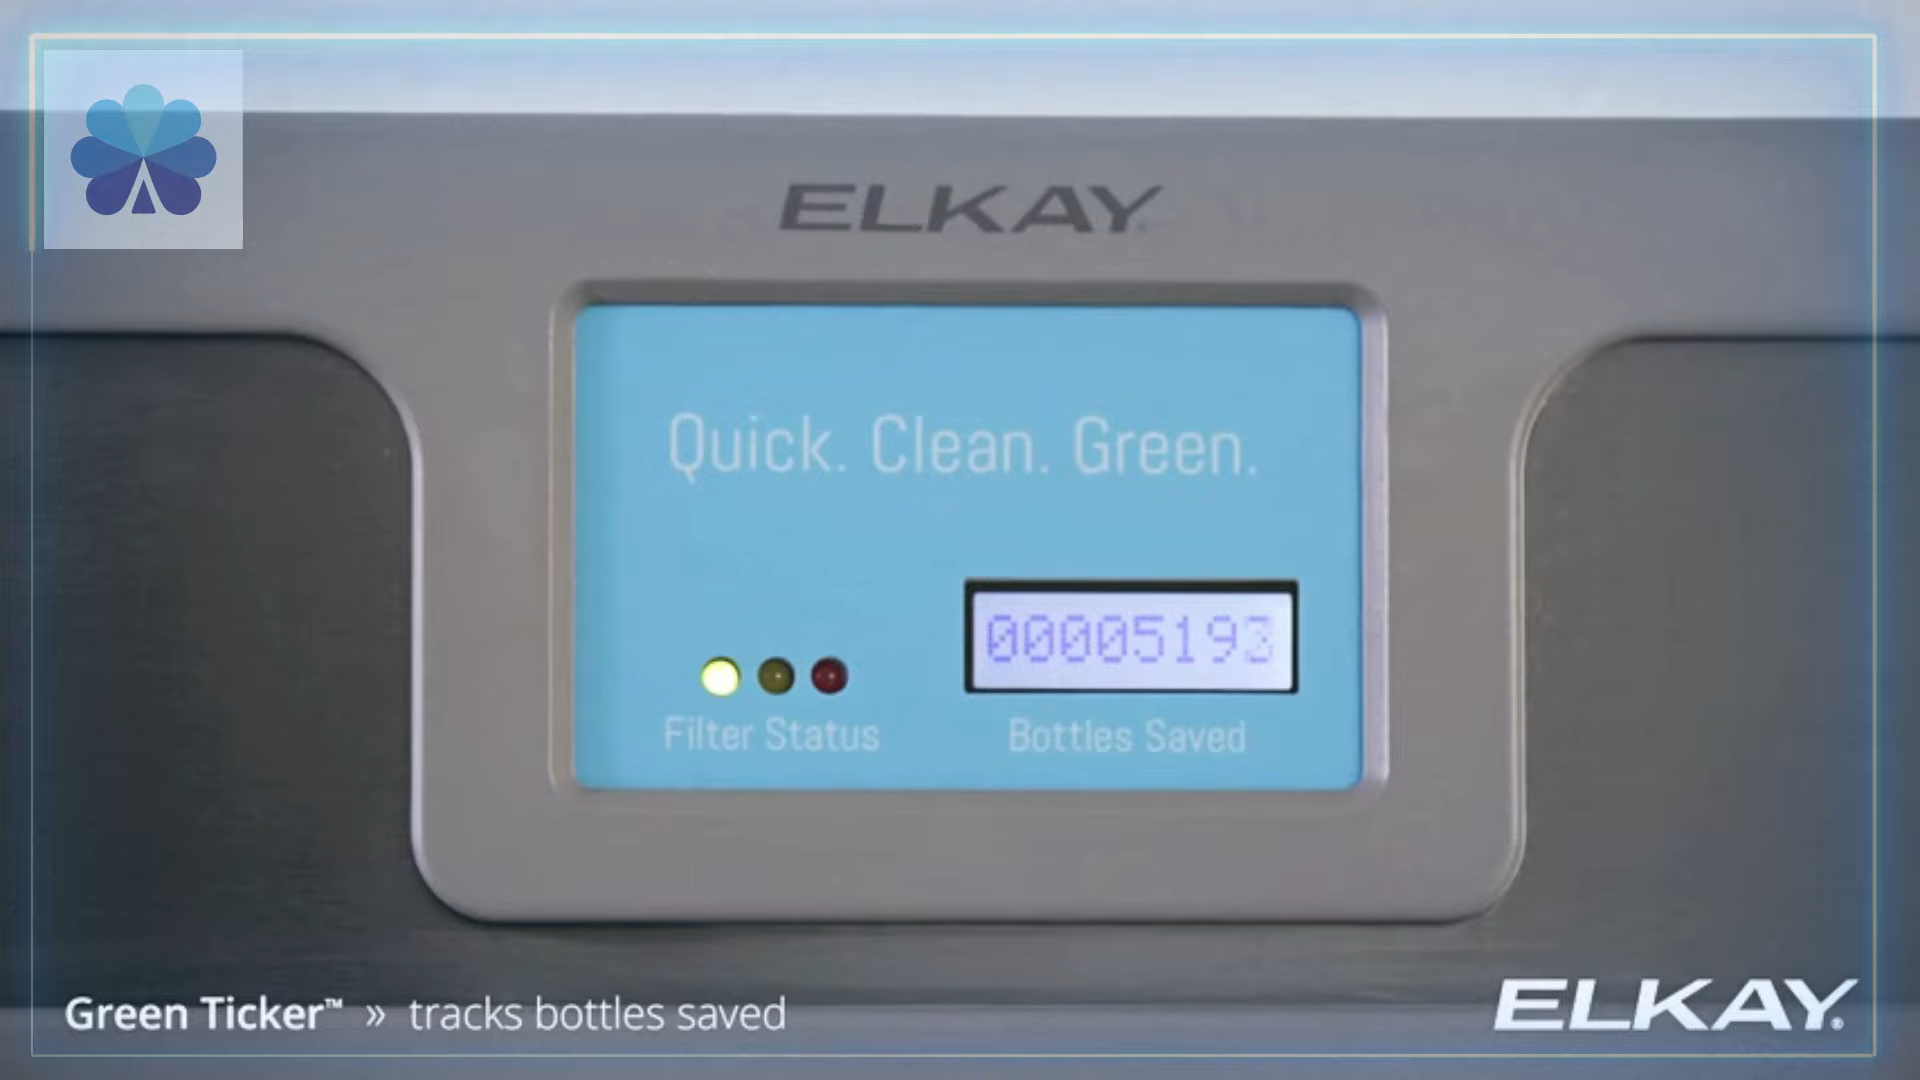 ELKAY
Quick. Clean. Green.
00005193
Filter Status
Bottles Saved
Green Ticker™ » tracks bottles saved
ELKAY®